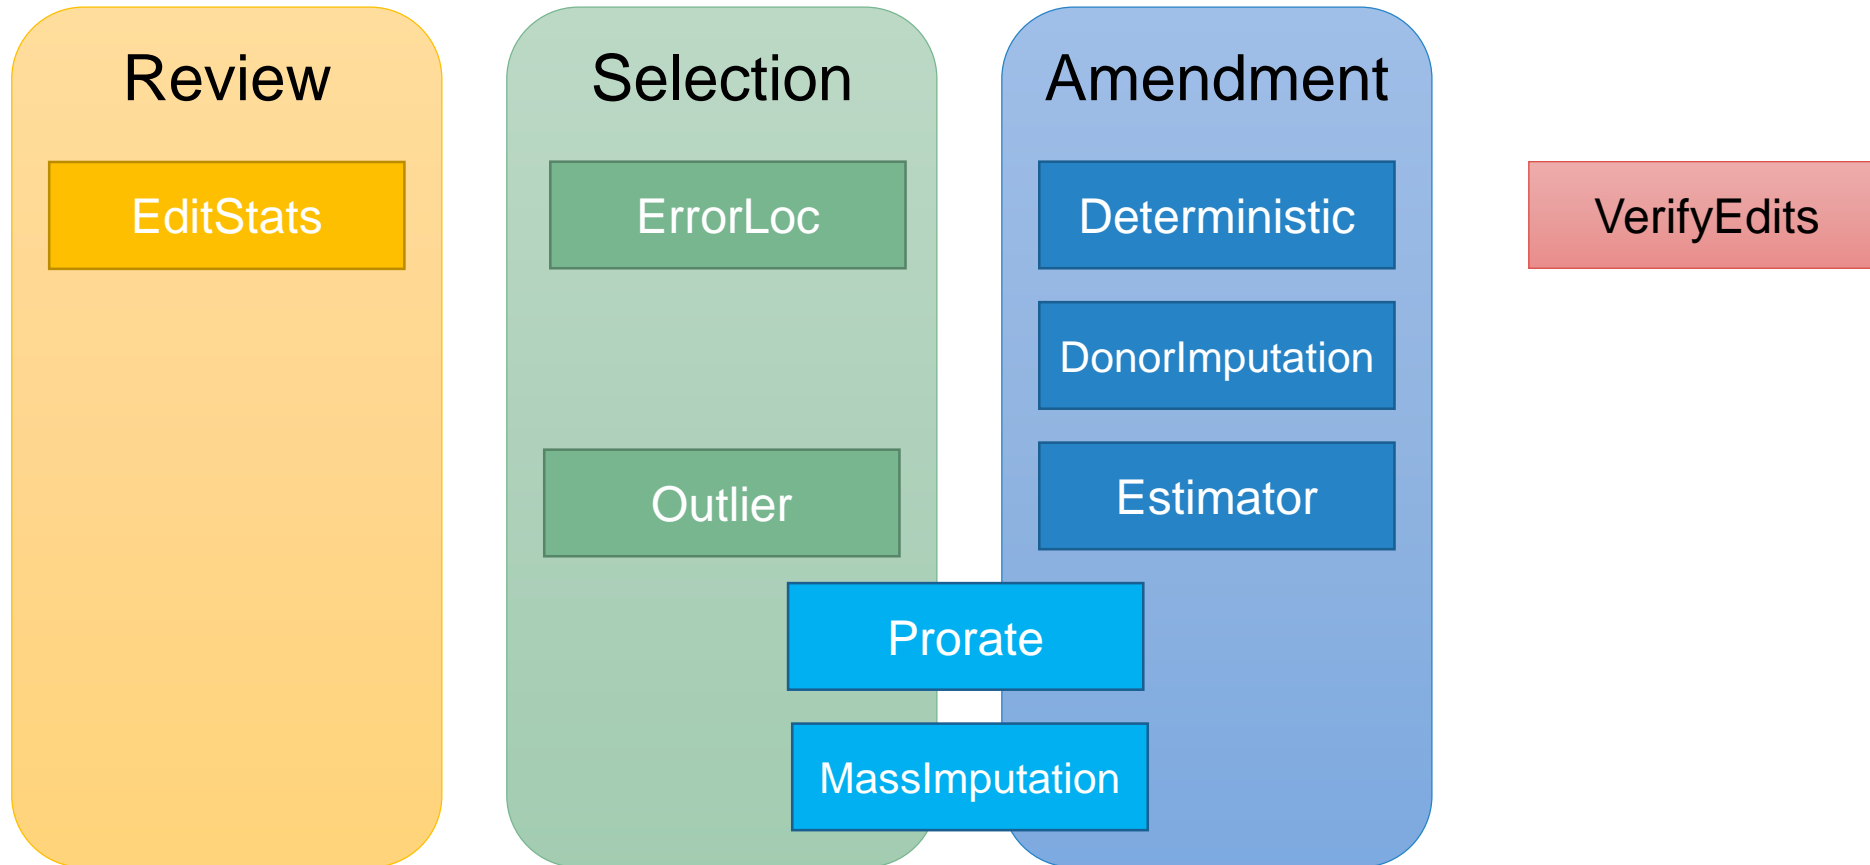 Review
EditStats
Selection
ErrorLoc
Outlier
Amendment
Deterministic
DonorImputation
Estimator
Prorate
MassImputation
VerifyEdits